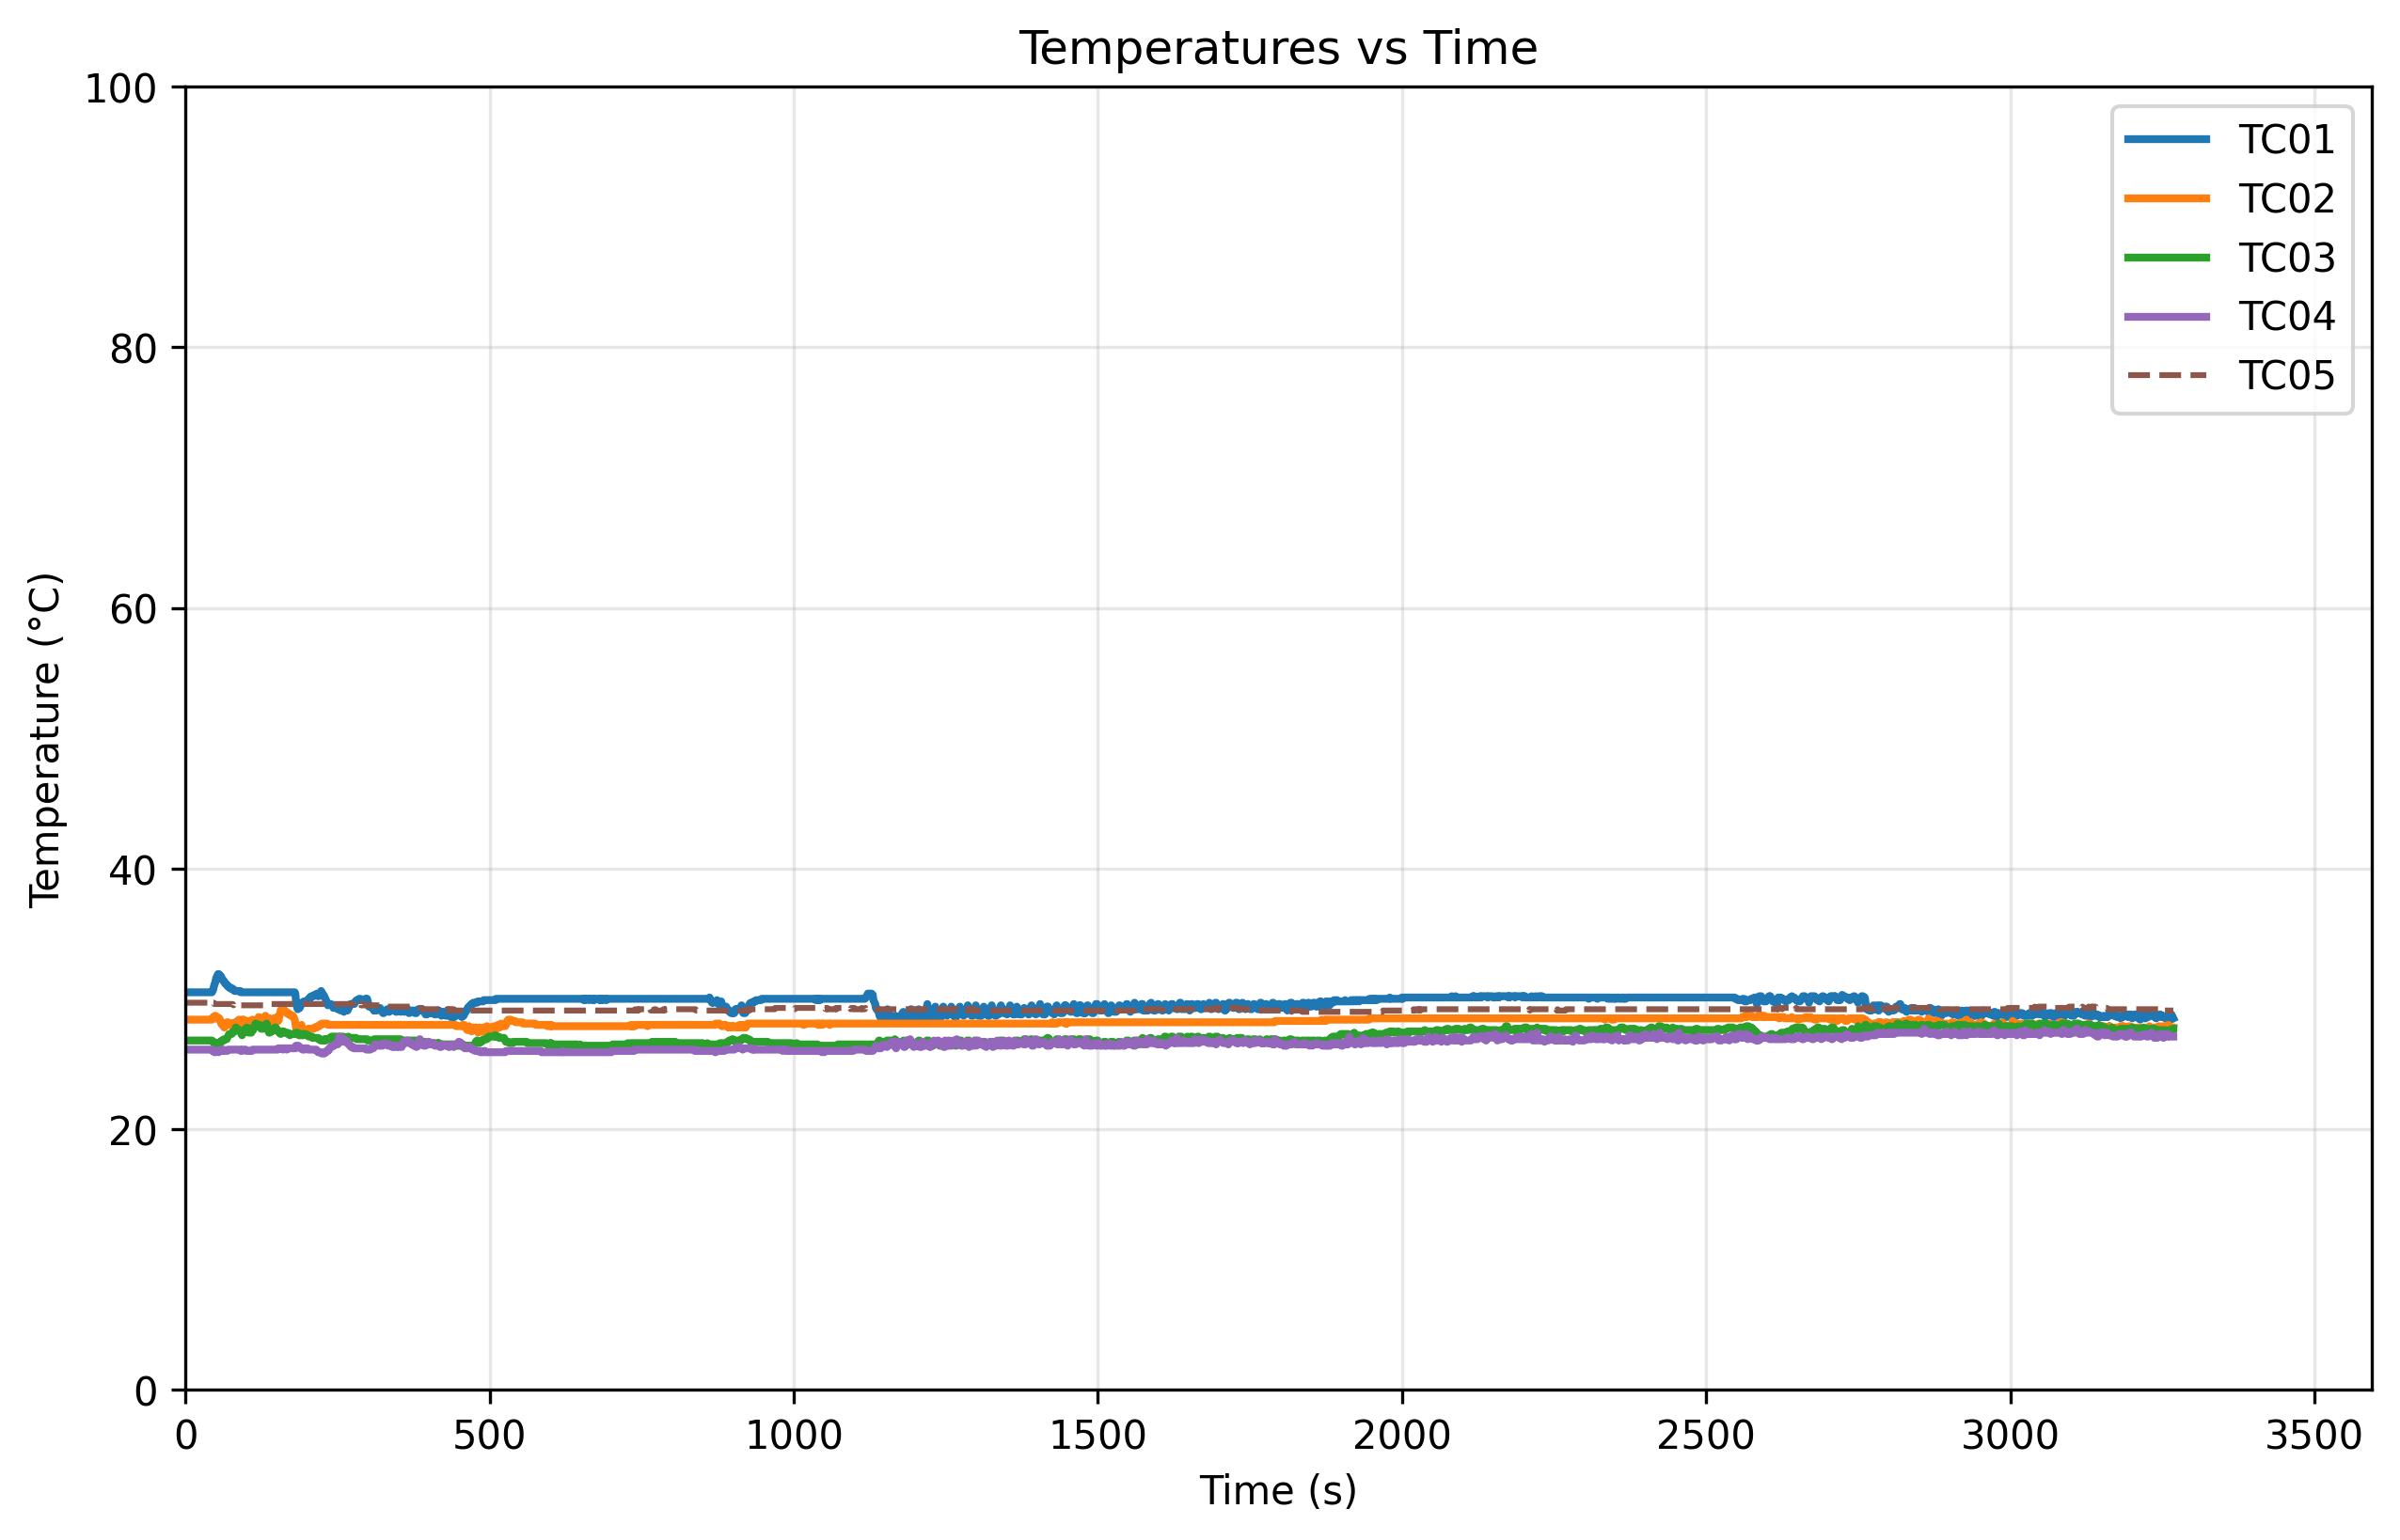 Temperatures vs Time
100
80
60
40
20
0
Temperature (°C)
TC01
TC02
TC03
TC04
TC05
0 500 1000 1500 2000 2500 3000 3500
Time (s)